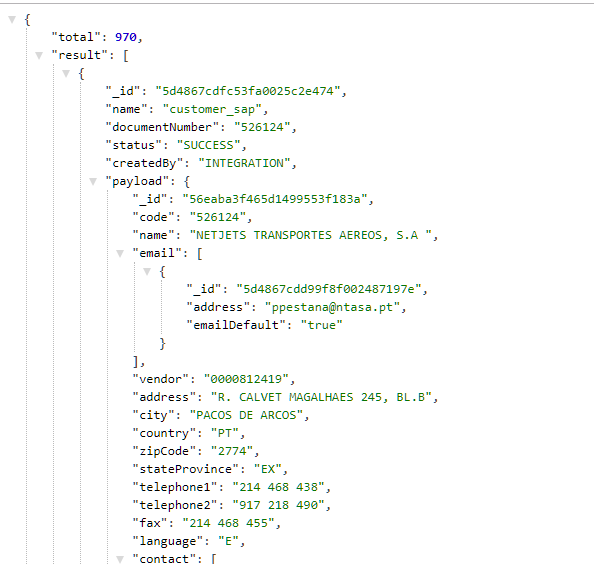 {
"total": 970,
"result": [
{
"_id": "5d4867cdfc53fa0025c2e474",
"name": "customer_sap",
"documentNumber": "526124",
"status": "SUCCESS",
"createdBy": "INTEGRATION",
"payload": {
"_id": "56eaba3f465d1499553f183a",
"code": "526124",
"name": "NETJETS TRANSPORTES AEREOS, S.A ",
"email": [
{
"_id": "5d4867cdd99f8f002487197e",
"address": "ppestana@ntasa.pt",
"emailDefault": "true"
}
],
"vendor": "0000812419",
"address": "R. CALVET MAGALHAES 245, BL.B",
"city": "PACOS DE ARCOS",
"country": "PT",
"zipCode": "2774",
"stateProvince": "EX",
"telephone1": "214 468 438",
"telephone2": "917 218 490",
"fax": "214 468 455",
"language": "E",
"contact": [